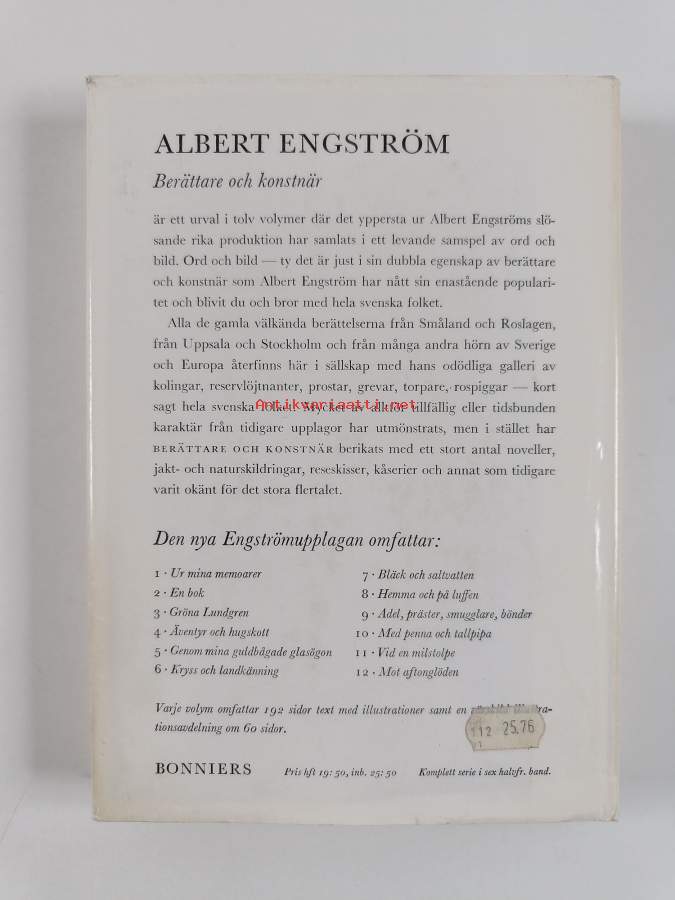 ALBERT ENGSTRÖM
Berättare och konstnär
är ett urval i tolv volymer där det yppersta ur Albert Engströms slö-
sande rika produktion har samlats i ett levande samspel av ord och
bild. Ord och bild — ty det är just i sin dubbla egenskap av berättare
och konstnär som Albert Engström har nått sin enastående populari-
tet och blivit du och bror med hela svenska folket.
Alla de gamla välkända berättelserna från Småland och Roslagen,
från Uppsala och Stockholm och från många andra hörn av Sverige
och Europa återfinns här i sällskap med hans odödliga galleri av
kolingar, reservlöjtnanter, prostar, grevar, torpare, rospiggar — kort
sagt hela svenska folket. Mycket av alltför tillfällig eller tidsbunden
Antikvariaatti.net
karaktär från tidigare upplagor har utmönstrats, men i stället har
BERÄTTARE OCH KONSTNÄR berikats med ett stort antal noveller,
jakt- och naturskildringar, reseskisser, kåserier och annat som tidigare
varit okänt för det stora flertalet.
Den nya Engströmupplagan omfattar:
1 · Ur mina memoarer
2 · En bok
3 · Gröna Lundgren
4 · Äventyr och hugskott
5 · Genom mina guldbågade glasögon
6 · Kryss och landkänning
7 · Bläck och saltvatten
8 · Hemma och på luffen
9 · Adel, präster, smugglare, bönder
10 · Med penna och tallpipa
11 · Vid en milstolpe
12 · Mot aftonglöden
Varje volym omfattar 192 sidor text med illustrationer samt en illustra-
tionsavdelning om 60 sidor.
112 25.76
BONNIERS Pris hft 19: 50, inb. 25: 50 Komplett serie i sex halvfr. band.